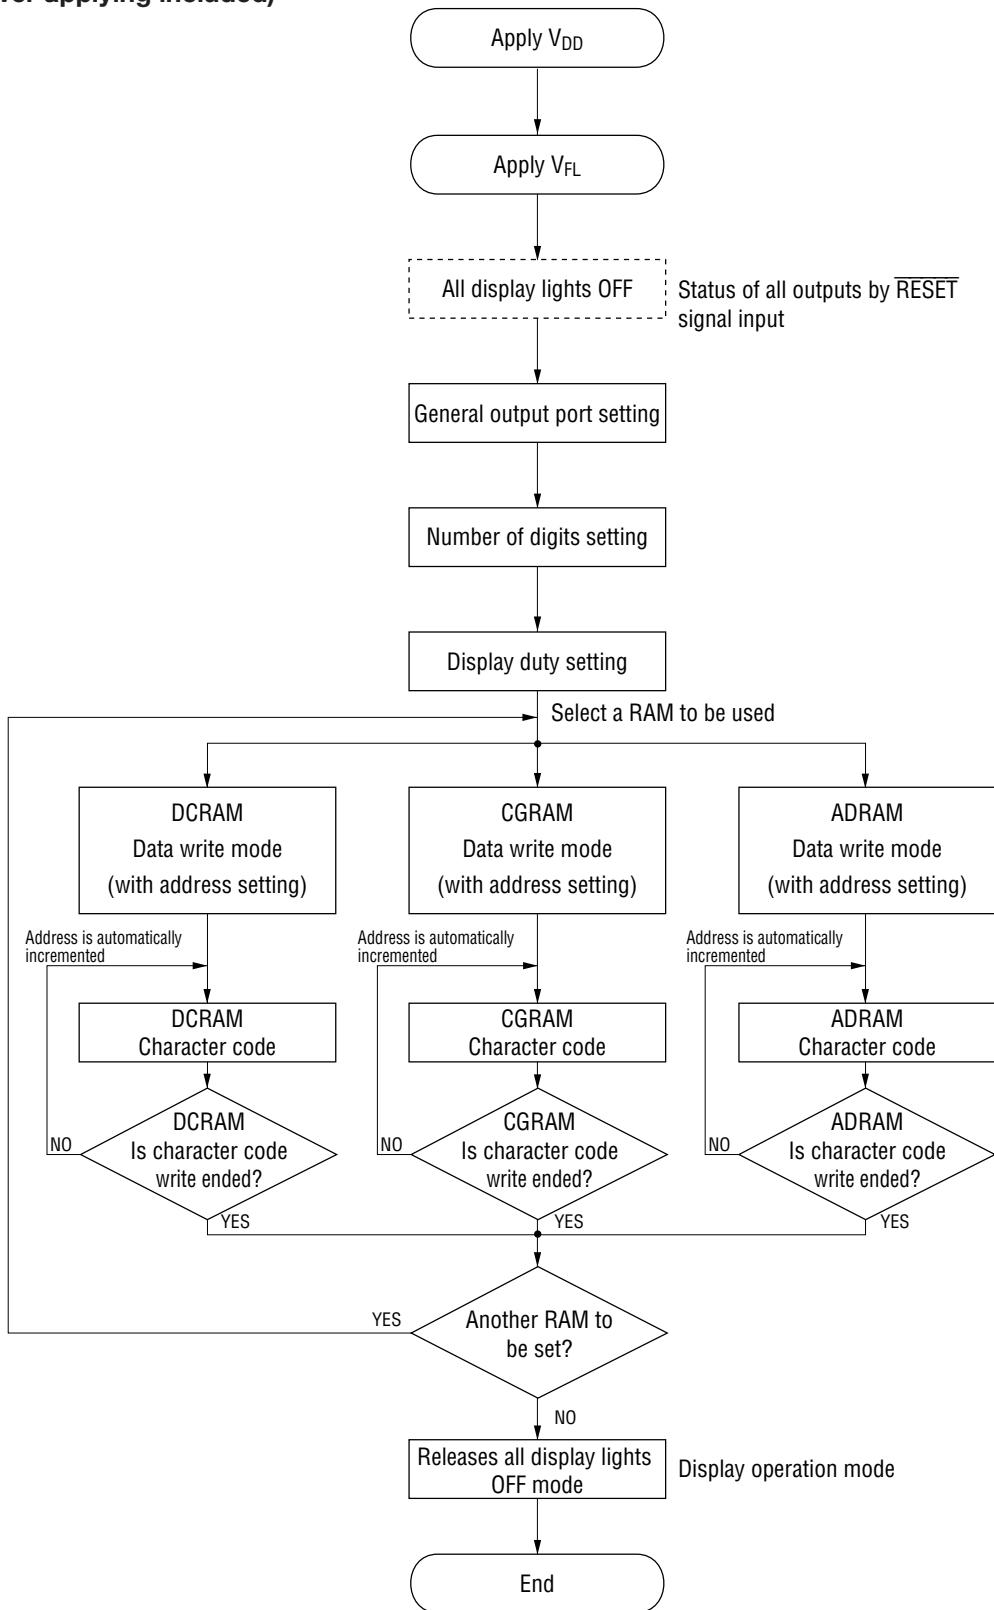 applying included)
Apply VDD
Apply VFL
All display lights OFF
Status of all outputs by RESET
signal input
General output port setting
Number of digits setting
Display duty setting
Select a RAM to be used
DCRAM
Data write mode
(with address setting)
CGRAM
Data write mode
(with address setting)
ADRAM
Data write mode
(with address setting)
Address is automatically
incremented
Address is automatically
incremented
Address is automatically
incremented
DCRAM
Character code
CGRAM
Character code
ADRAM
Character code
DCRAM
Is character code
write ended?
NO
YES
CGRAM
Is character code
write ended?
NO
YES
ADRAM
Is character code
write ended?
NO
YES
Another RAM to
be set?
YES
NO
Releases all display lights
OFF mode
Display operation mode
End